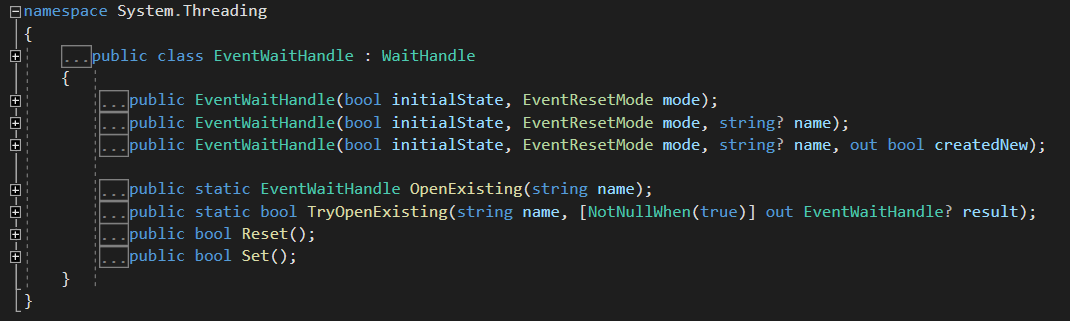 namespace System.Threading
{
...public class EventWaitHandle : WaitHandle
{
...public EventWaitHandle(bool initialState, EventResetMode mode);
...public EventWaitHandle(bool initialState, EventResetMode mode, string? name);
...public EventWaitHandle(bool initialState, EventResetMode mode, string? name, out bool createdNew);
...public static EventWaitHandle OpenExisting(string name);
...public static bool TryOpenExisting(string name, [NotNullWhen(true)] out EventWaitHandle? result);
...public bool Reset();
...public bool Set();
}
}